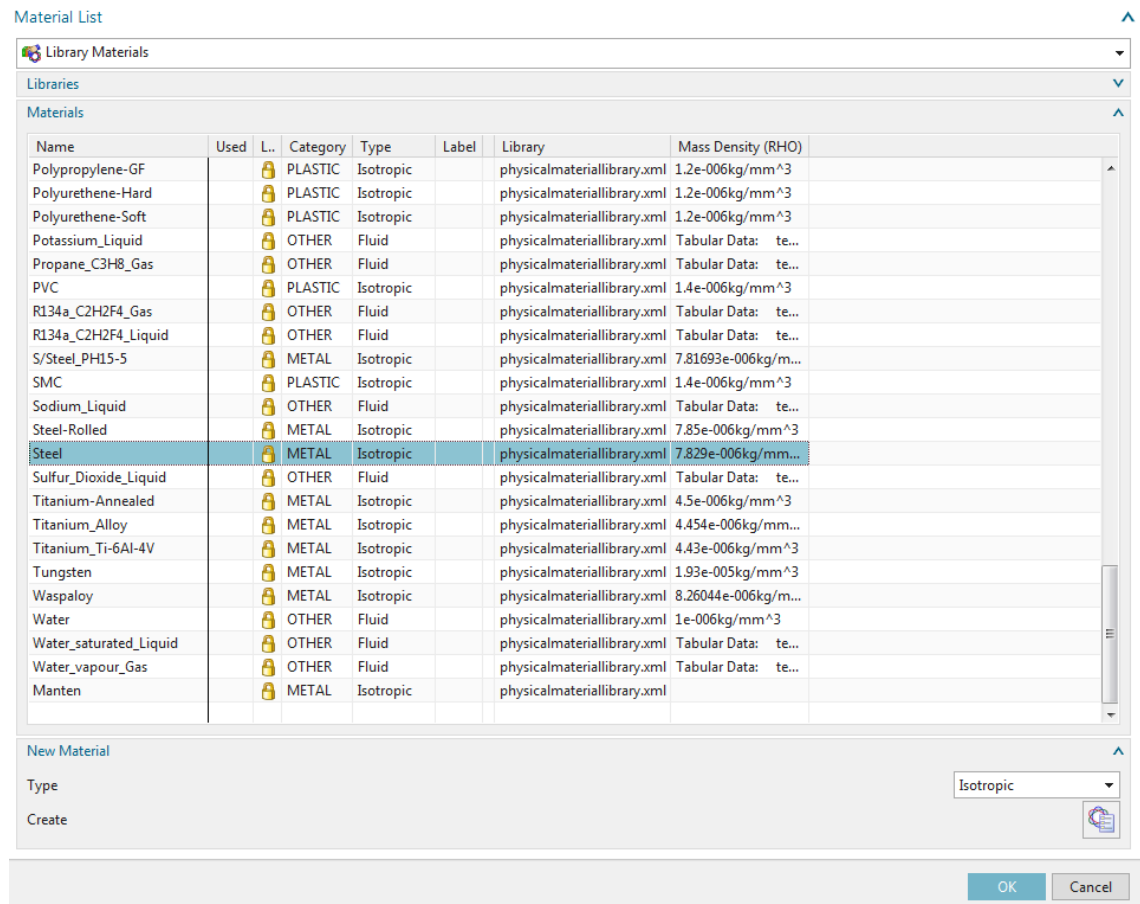 Material List
Library Materials
Libraries
Materials
Name Used L.. Category Type Label Library Mass Density (RHO)
Polypropylene-GF PLASTIC Isotropic physicalmateriallibrary.xml 1.2e-006kg/mm^3
Polyurethene-Hard PLASTIC Isotropic physicalmateriallibrary.xml 1.2e-006kg/mm^3
Polyurethene-Soft PLASTIC Isotropic physicalmateriallibrary.xml 1.2e-006kg/mm^3
Potassium_Liquid OTHER Fluid physicalmateriallibrary.xml Tabular Data: te...
Propane_C3H8_Gas OTHER Fluid physicalmateriallibrary.xml Tabular Data: te...
PVC PLASTIC Isotropic physicalmateriallibrary.xml 1.4e-006kg/mm^3
R134a_C2H2F4_Gas OTHER Fluid physicalmateriallibrary.xml Tabular Data: te...
R134a_C2H2F4_Liquid OTHER Fluid physicalmateriallibrary.xml Tabular Data: te...
S/Steel_PH15-5 METAL Isotropic physicalmateriallibrary.xml 7.81693e-006kg/m...
SMC PLASTIC Isotropic physicalmateriallibrary.xml 1.4e-006kg/mm^3
Sodium_Liquid OTHER Fluid physicalmateriallibrary.xml Tabular Data: te...
Steel-Rolled METAL Isotropic physicalmateriallibrary.xml 7.85e-006kg/mm^3
Steel METAL Isotropic physicalmateriallibrary.xml 7.829e-006kg/mm...
Sulfur_Dioxide_Liquid OTHER Fluid physicalmateriallibrary.xml Tabular Data: te...
Titanium-Annealed METAL Isotropic physicalmateriallibrary.xml 4.5e-006kg/mm^3
Titanium_Alloy METAL Isotropic physicalmateriallibrary.xml 4.454e-006kg/mm...
Titanium_Ti-6Al-4V METAL Isotropic physicalmateriallibrary.xml 4.43e-006kg/mm^3
Tungsten METAL Isotropic physicalmateriallibrary.xml 1.93e-005kg/mm^3
Waspaloy METAL Isotropic physicalmateriallibrary.xml 8.26044e-006kg/m...
Water OTHER Fluid physicalmateriallibrary.xml 1e-006kg/mm^3
Water_saturated_Liquid OTHER Fluid physicalmateriallibrary.xml Tabular Data: te...
Water_vapour_Gas OTHER Fluid physicalmateriallibrary.xml Tabular Data: te...
Manten METAL Isotropic physicalmateriallibrary.xml
New Material
Type Isotropic
Create
OK Cancel